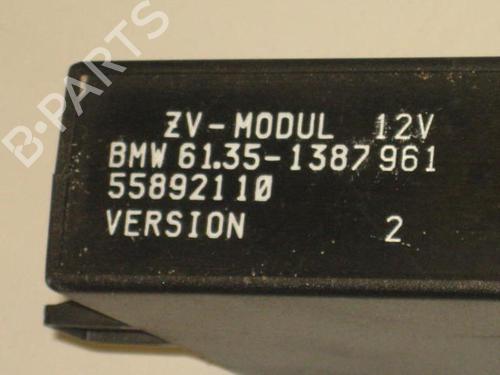 B-PARTS
ZV-MODUL 12V
BMW 61.35-1387961
55892110
VERSION 2